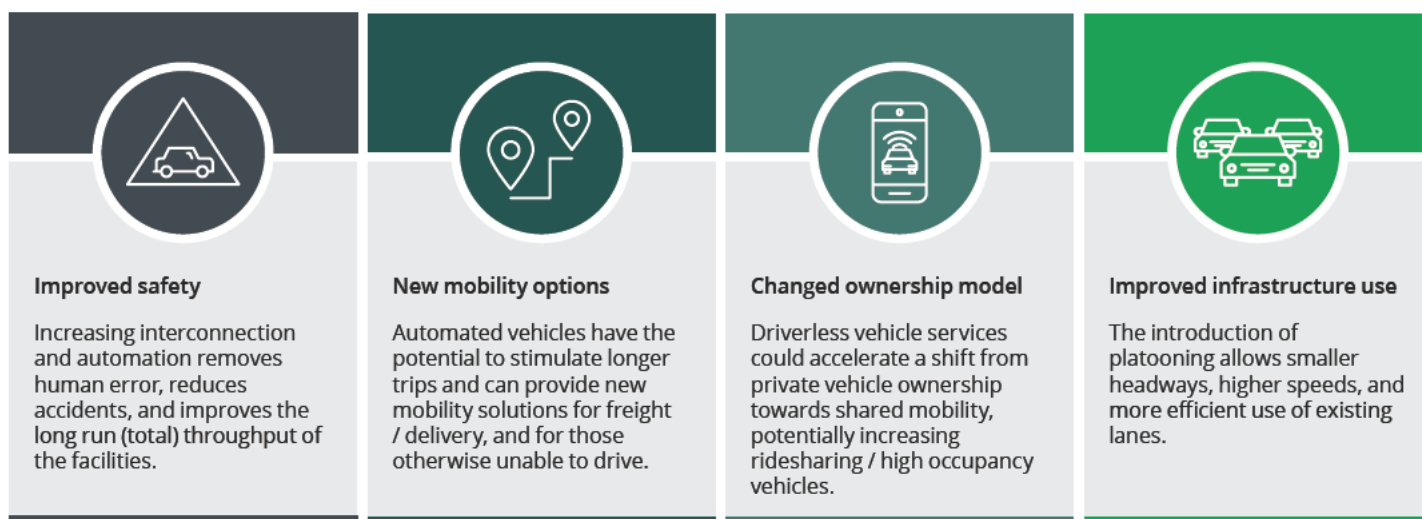 Improved safety
Increasing interconnection
and automation removes
human error, reduces
accidents, and improves the
long run (total) throughput of
the facilities.
New mobility options
Automated vehicles have the
potential to stimulate longer
trips and can provide new
mobility solutions for freight
/ delivery, and for those
otherwise unable to drive.
Changed ownership model
Driverless vehicle services
could accelerate a shift from
private vehicle ownership
towards shared mobility,
potentially increasing
ridesharing / high occupancy
vehicles.
Improved infrastructure use
The introduction of
platooning allows smaller
headways, higher speeds, and
more efficient use of existing
lanes.